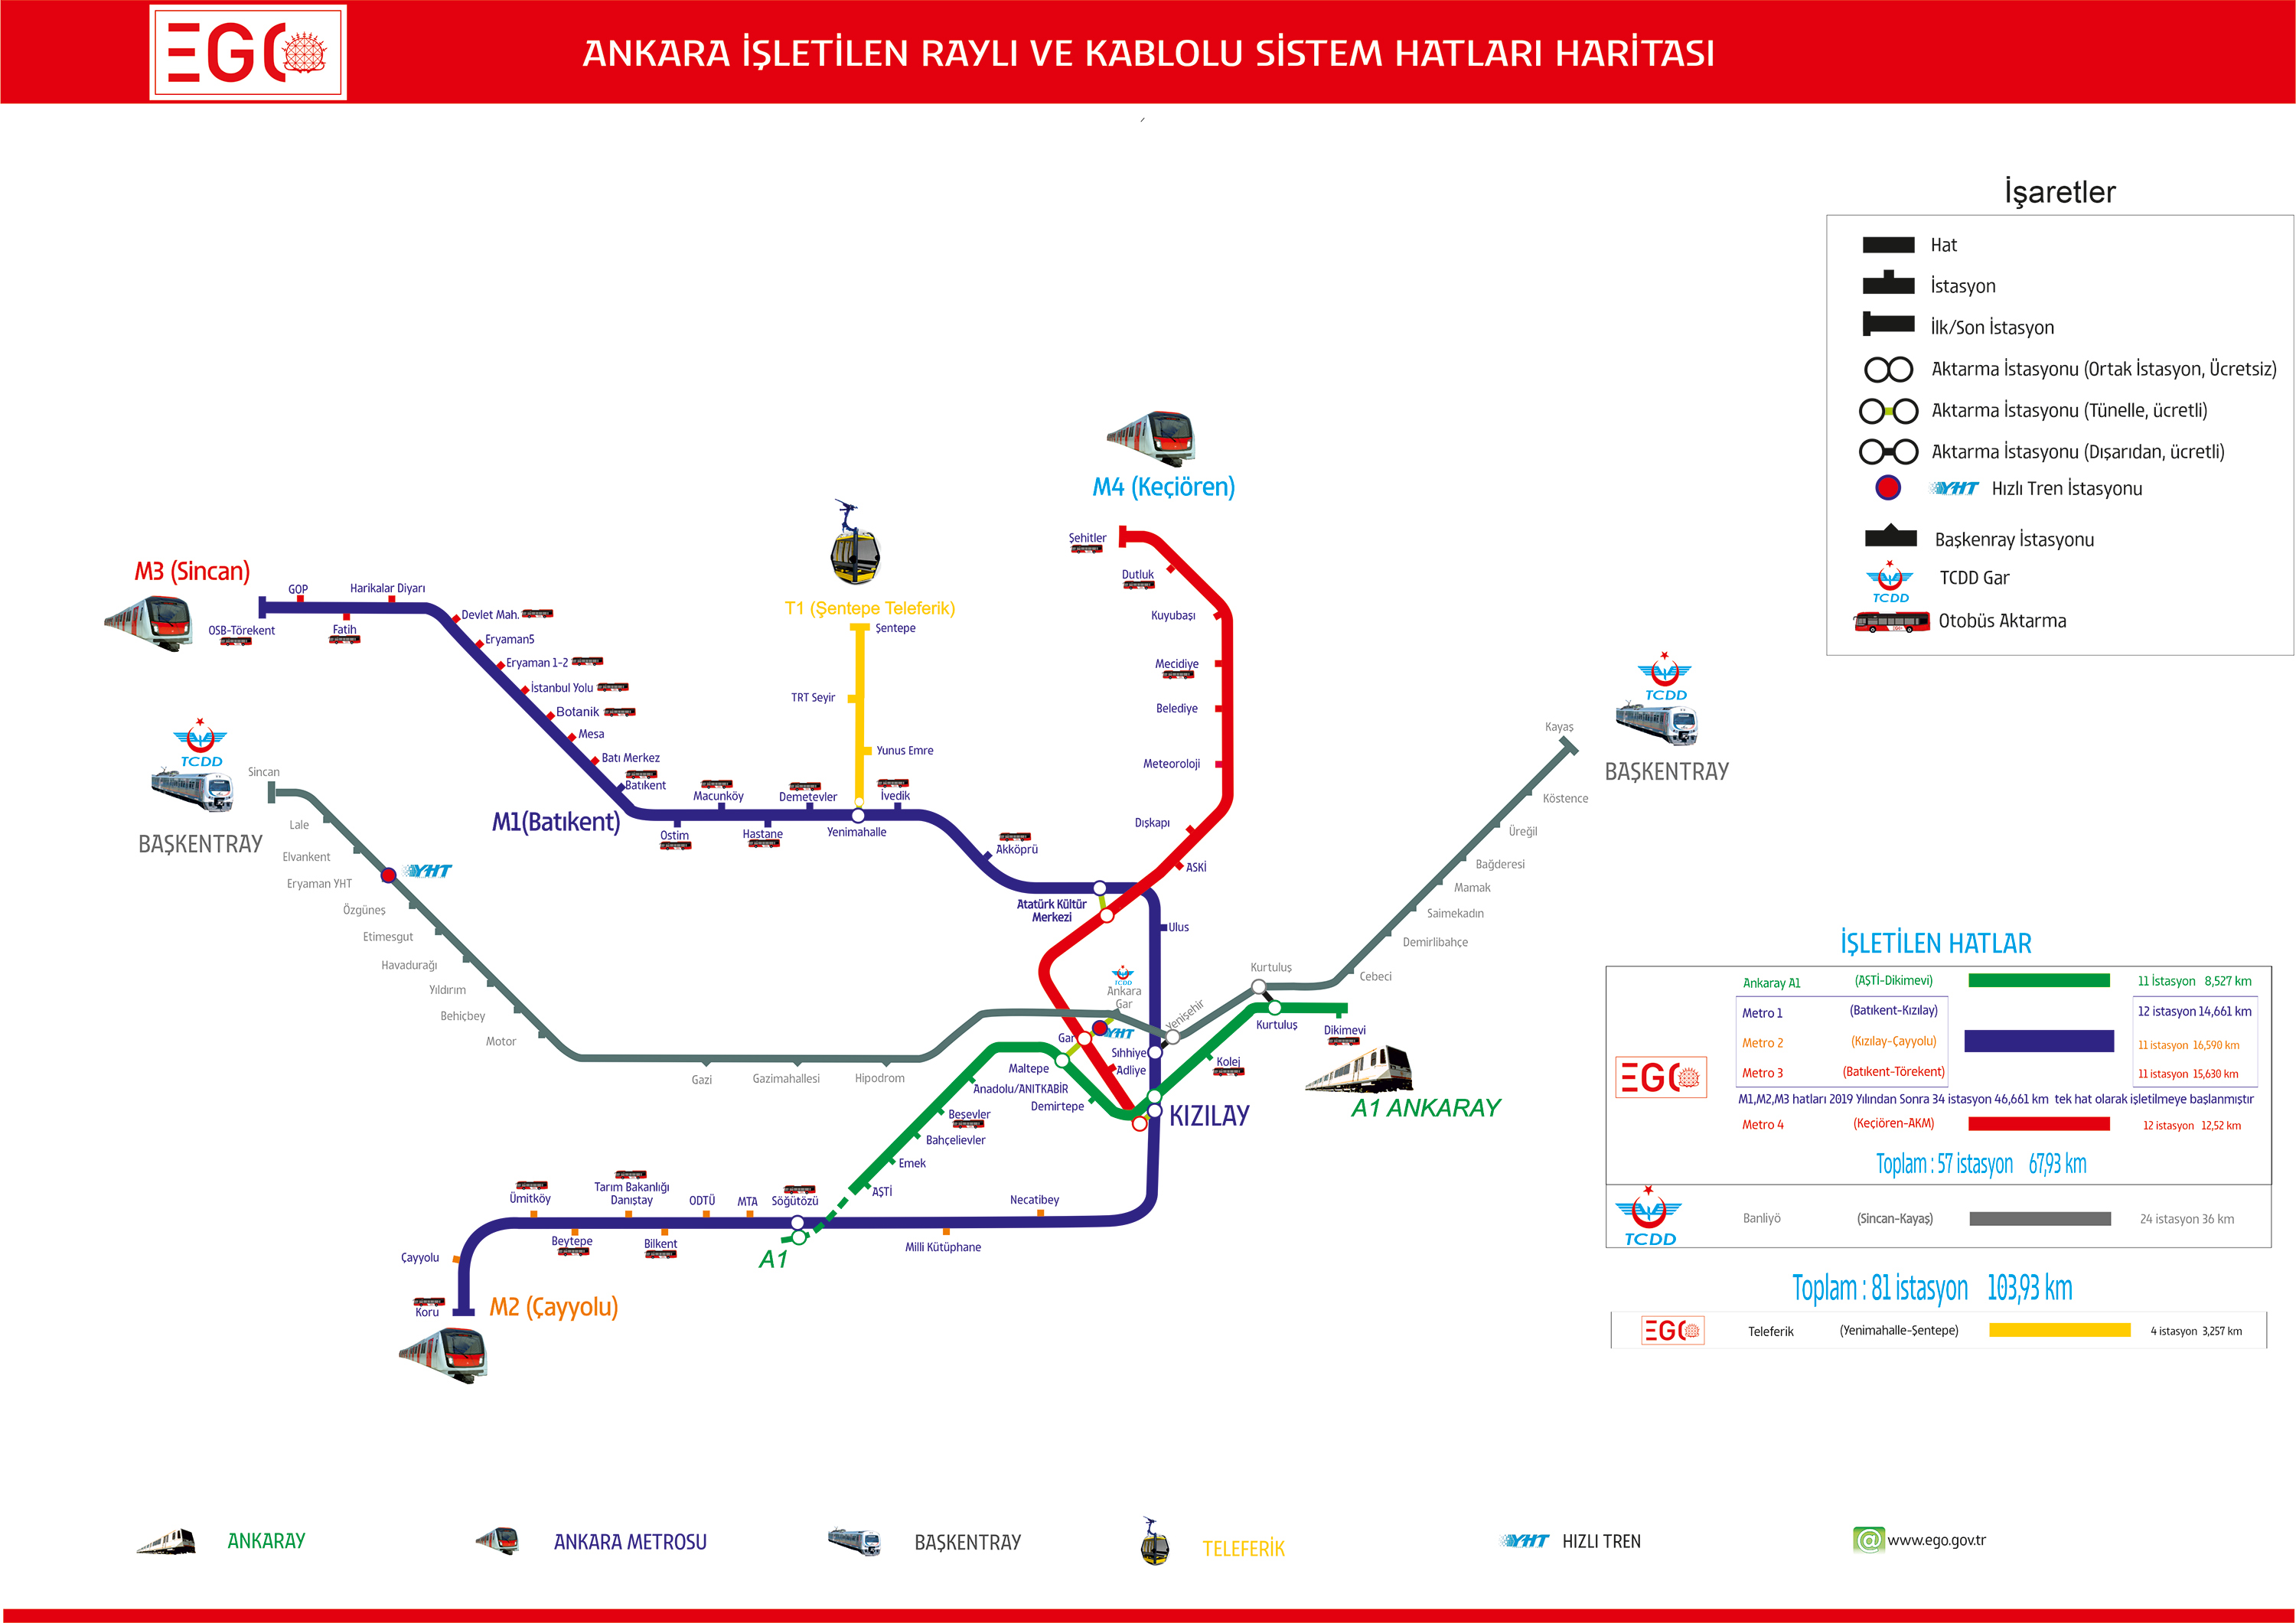 EGO
ANKARA İŞLETİLEN RAYLI VE KABLOLU SİSTEM HATLARI HARİTASI
İşaretler
Hat
İstasyon
İlk/Son İstasyon
Aktarma İstasyonu (Ortak İstasyon, Ücretsiz)
Aktarma İstasyonu (Tünelle, ücretli)
Aktarma İstasyonu (Dışarıdan, ücretli)
YHT Hızlı Tren İstasyonu
Başkenray İstasyonu
TCDD TCDD Gar
Otobüs Aktarma
M4 (Keçiören)
Şehitler
Dutluk
Kuyubaşı
Mecidiye
Belediye
Meteoroloji
Dışkapı
ASKİ
M3 (Sincan)
OSB-Törekent
GOP
Fatih
Harikalar Diyarı
Devlet Mah.
Eryaman5
Eryaman 1-2
İstanbul Yolu
Botanik
Mesa
Batı Merkez
Batıkent
M1(Batıkent)
Ostim
Macunköy
Hastane
Demetevler
Yenimahalle
İvedik
Akköprü
Atatürk Kültür
Merkezi
Ulus
Sıhhiye
Adliye
Gar
KIZILAY
T1 (Şentepe Teleferik)
Şentepe
TRT Seyir
Yunus Emre
TCDD
BAŞKENTRAY
Sincan
Lale
Elvankent
Eryaman YHT
YHT
Özgüneş
Etimesgut
Havadurağı
Yıldırım
Behiçbey
Motor
Gazi
Gazimahallesi
Hipodrom
TCDD
Ankara
Gar
YHT
Yenişehir
Kurtuluş
Cebeci
Demirlibahçe
Saimekadın
Mamak
Bağderesi
Üreğil
Köstence
Kayaş
TCDD
BAŞKENTRAY
Kurtuluş
Dikimevi
Kolej
A1 ANKARAY
Maltepe
Anadolu/ANITKABİR
Demirtepe
Beşevler
Bahçelievler
Emek
AŞTİ
A1
Necatibey
Milli Kütüphane
Söğütözü
MTA
ODTÜ
Bilkent
Tarım Bakanlığı
Danıştay
Beytepe
Ümitköy
Çayyolu
Koru
M2 (Çayyolu)
İŞLETİLEN HATLAR
Ankaray A1 (AŞTİ-Dikimevi) 11 İstasyon 8,527 km
Metro 1 (Batıkent-Kızılay) 12 istasyon 14,661 km
Metro 2 (Kızılay-Çayyolu) 11 istasyon 16,590 km
EGO
Metro 3 (Batıkent-Törekent) 11 istasyon 15,630 km
M1,M2,M3 hatları 2019 Yılından Sonra 34 istasyon 46,661 km tek hat olarak işletilmeye başlanmıştır
Metro 4 (Keçiören-AKM) 12 istasyon 12,52 km
Toplam : 57 istasyon 67,93 km
TCDD
Banliyö (Sincan-Kayaş) 24 istasyon 36 km
Toplam : 81 istasyon 103,93 km
EGO Teleferik (Yenimahalle-Şentepe) 4 istasyon 3,257 km
ANKARAY
ANKARA METROSU
BAŞKENTRAY
TELEFERİK
YHT HIZLI TREN
@ www.ego.gov.tr